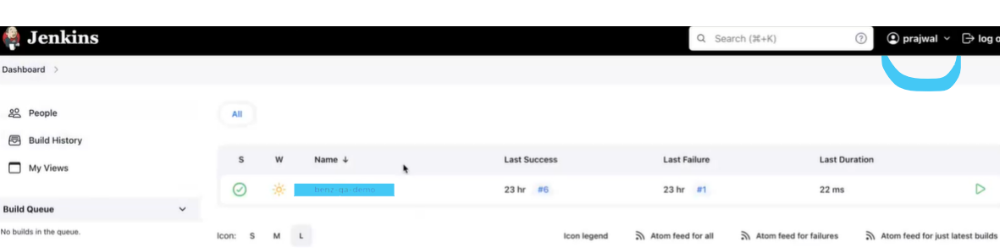 Jenkins Search (⌘+K) prajwal log o
Dashboard
People
All
Build History
My Views
S W Name ↓ Last Success Last Failure Last Duration
benz-qa-demo 23 hr #6 23 hr #1 22 ms
Build Queue
No builds in the queue.
Icon: S M L Icon legend Atom feed for all Atom feed for failures Atom feed for just latest builds